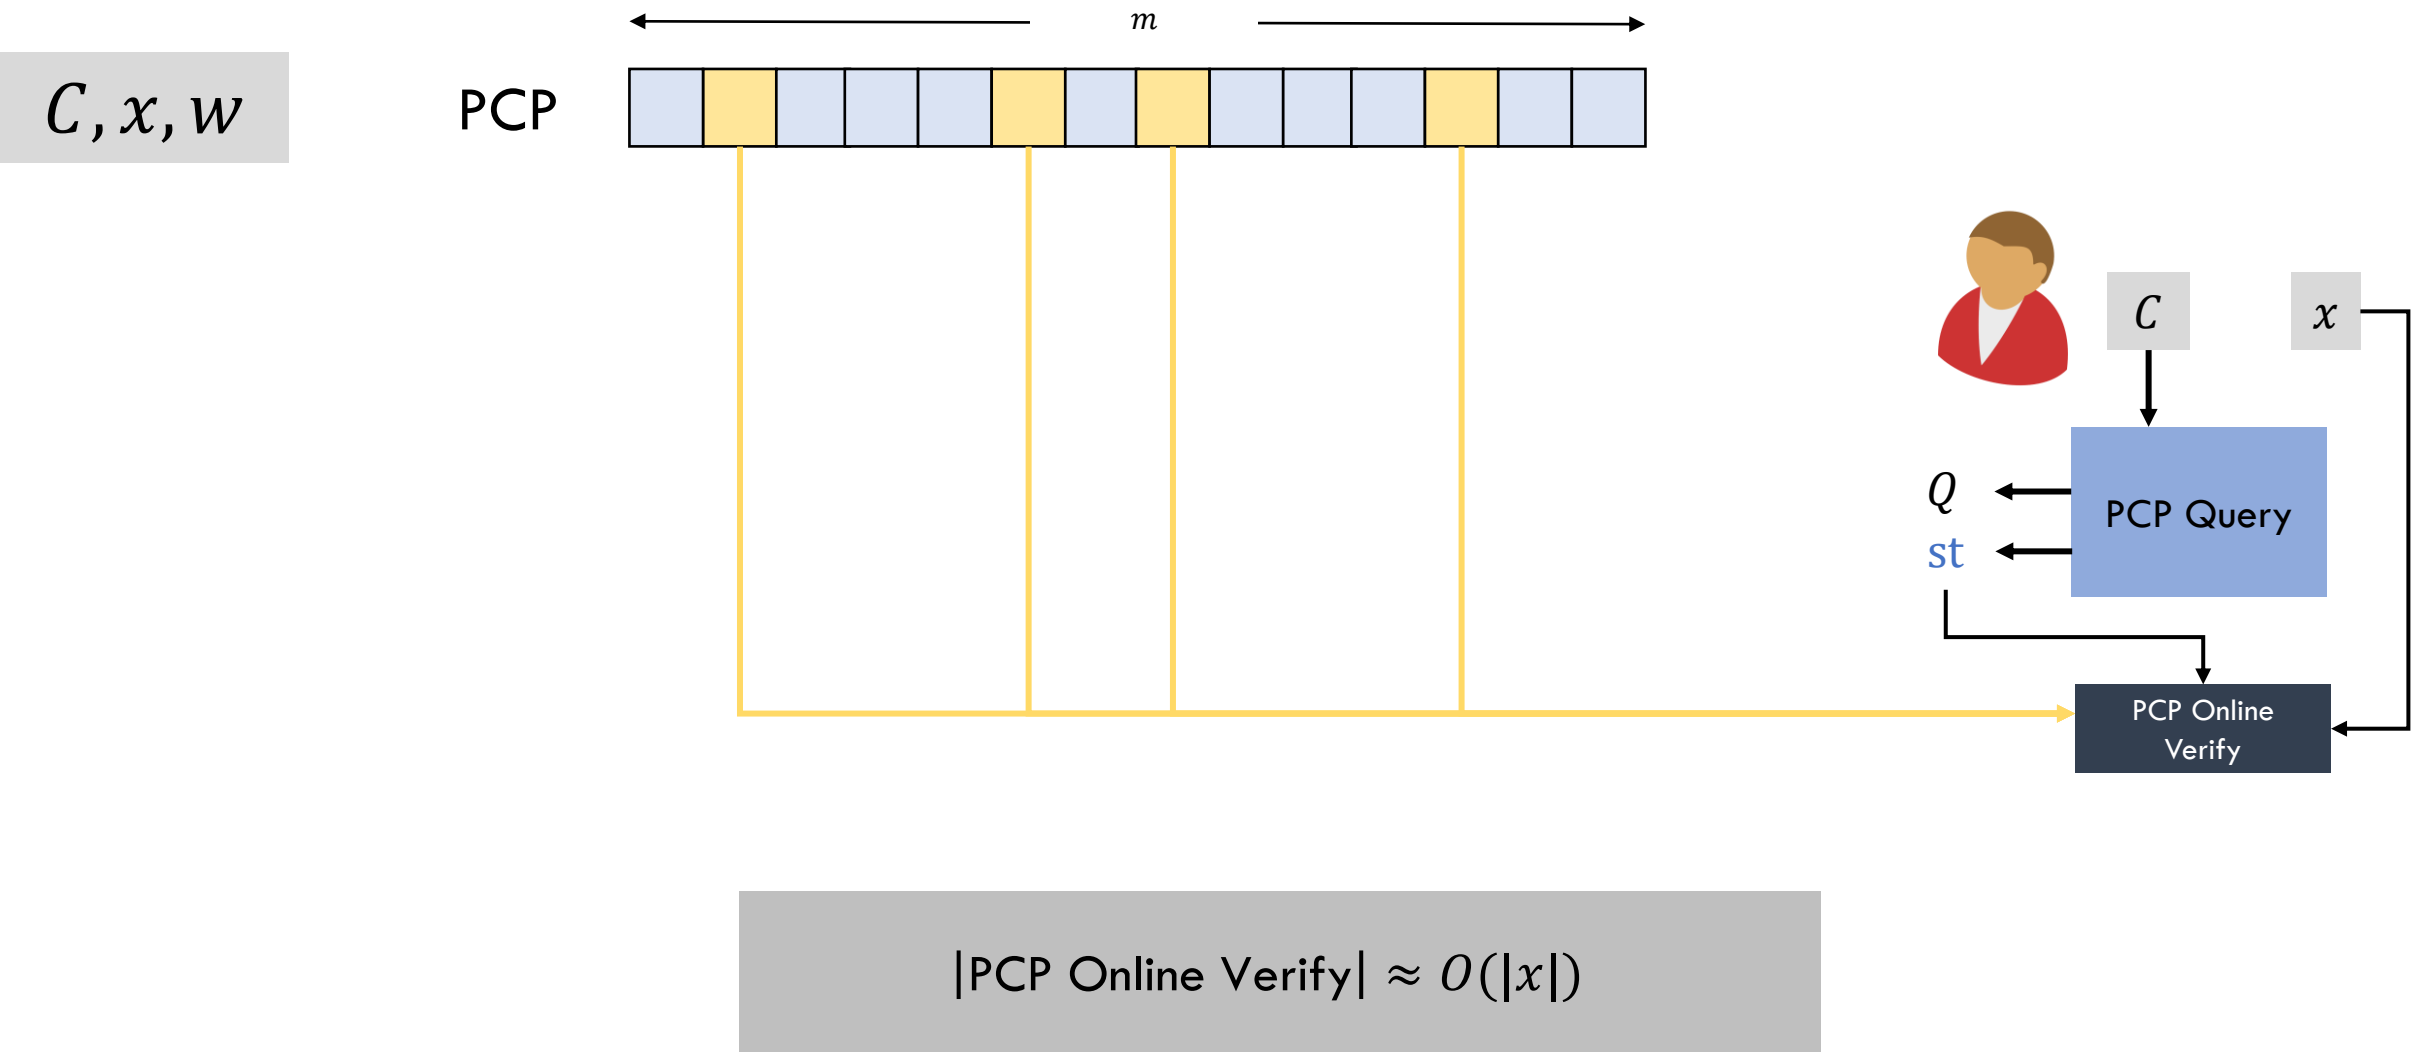 m
C, x, w
PCP
C
x
Q
PCP Query
st
PCP Online
Verify
|PCP Online Verify| ≈ O(|x|)